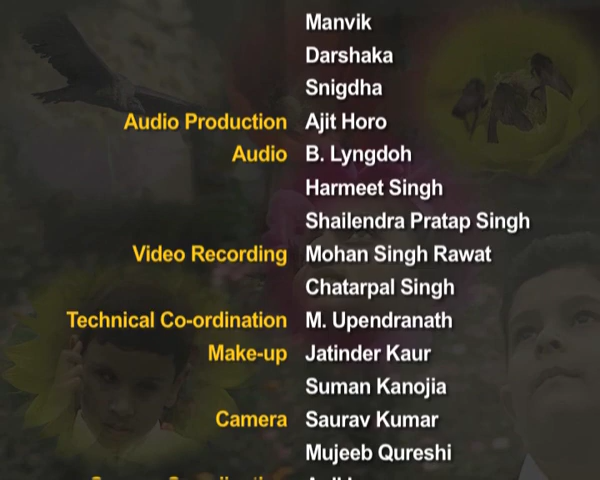 Manvik
Darshaka
Snigdha
Audio Production Ajit Horo
Audio B. Lyngdoh
Harmeet Singh
Shailendra Pratap Singh
Video Recording Mohan Singh Rawat
Chatarpal Singh
Technical Co-ordination M. Upendranath
Make-up Jatinder Kaur
Suman Kanojia
Camera Saurav Kumar
Mujeeb Qureshi